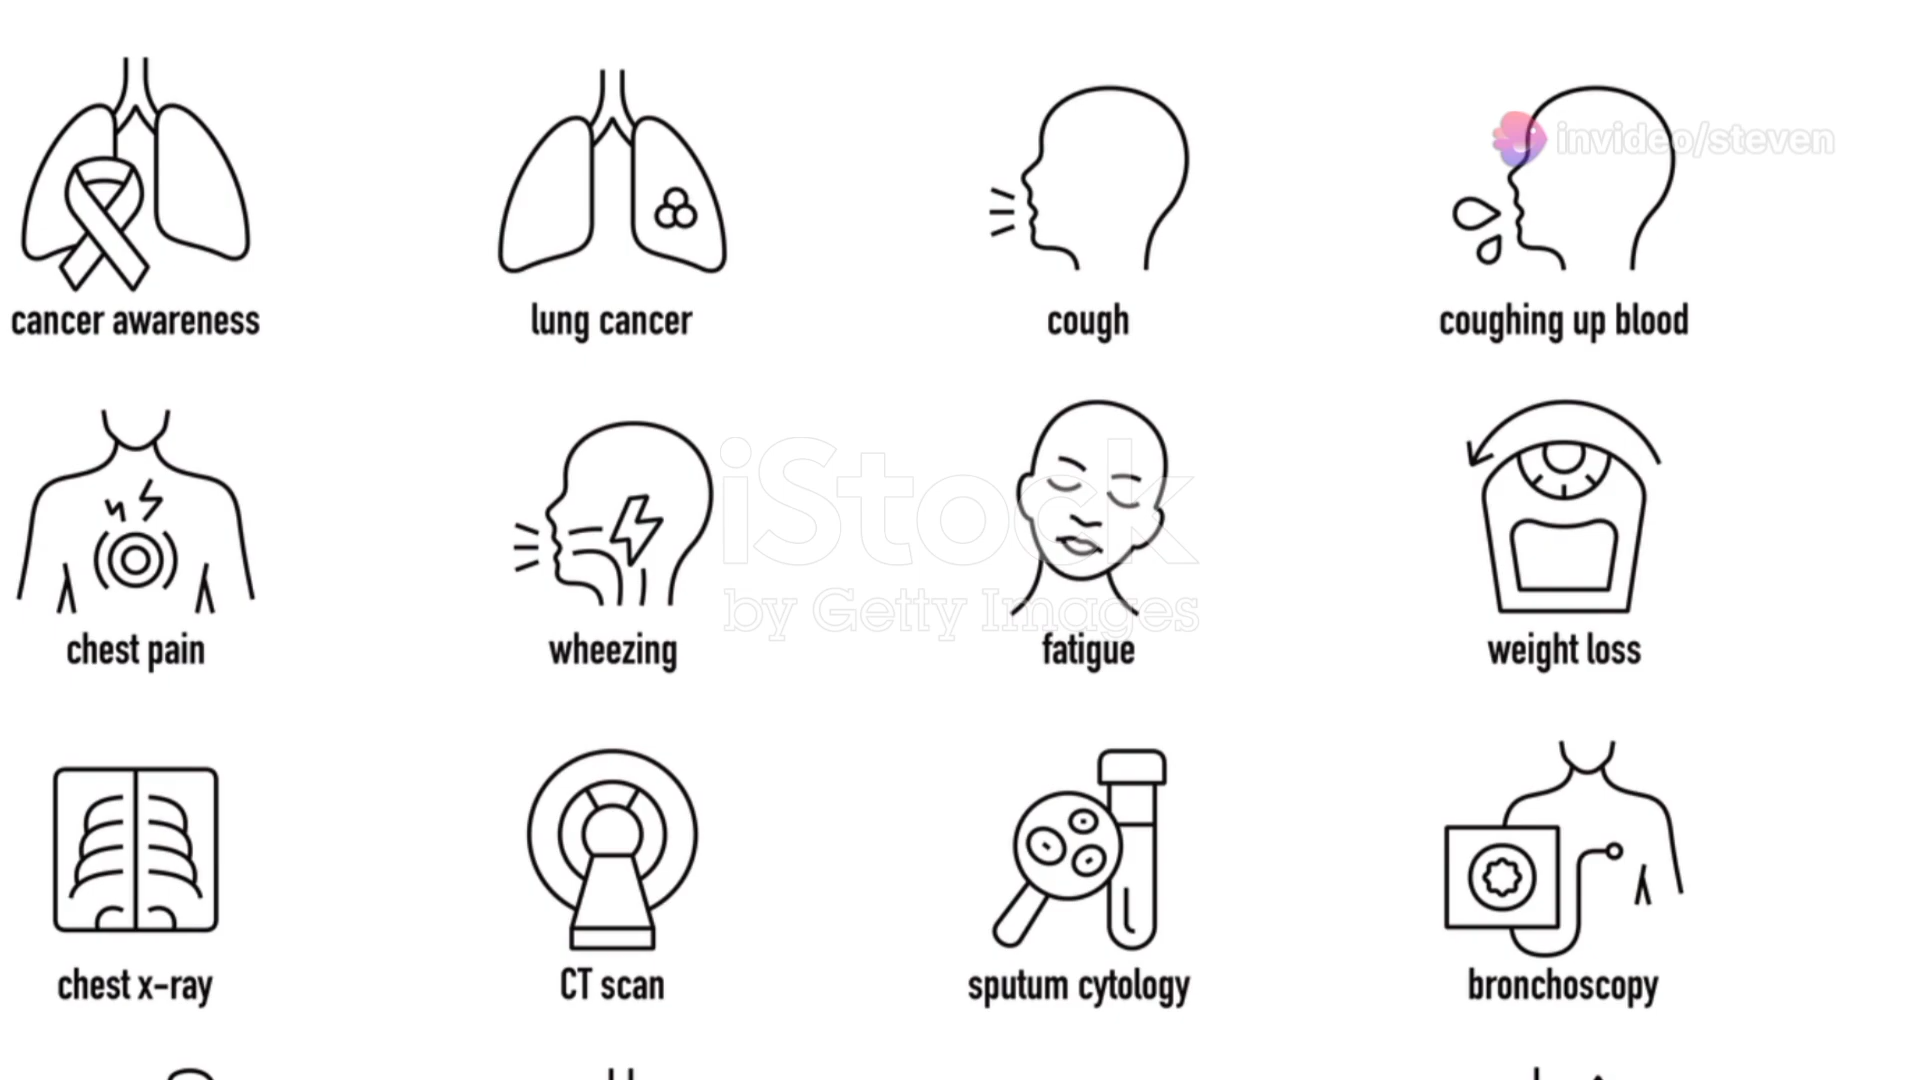 invideo/steven
cancer awareness
lung cancer
cough
coughing up blood
iStock
by Getty Images
chest pain
wheezing
fatigue
weight loss
chest x-ray
CT scan
sputum cytology
bronchoscopy